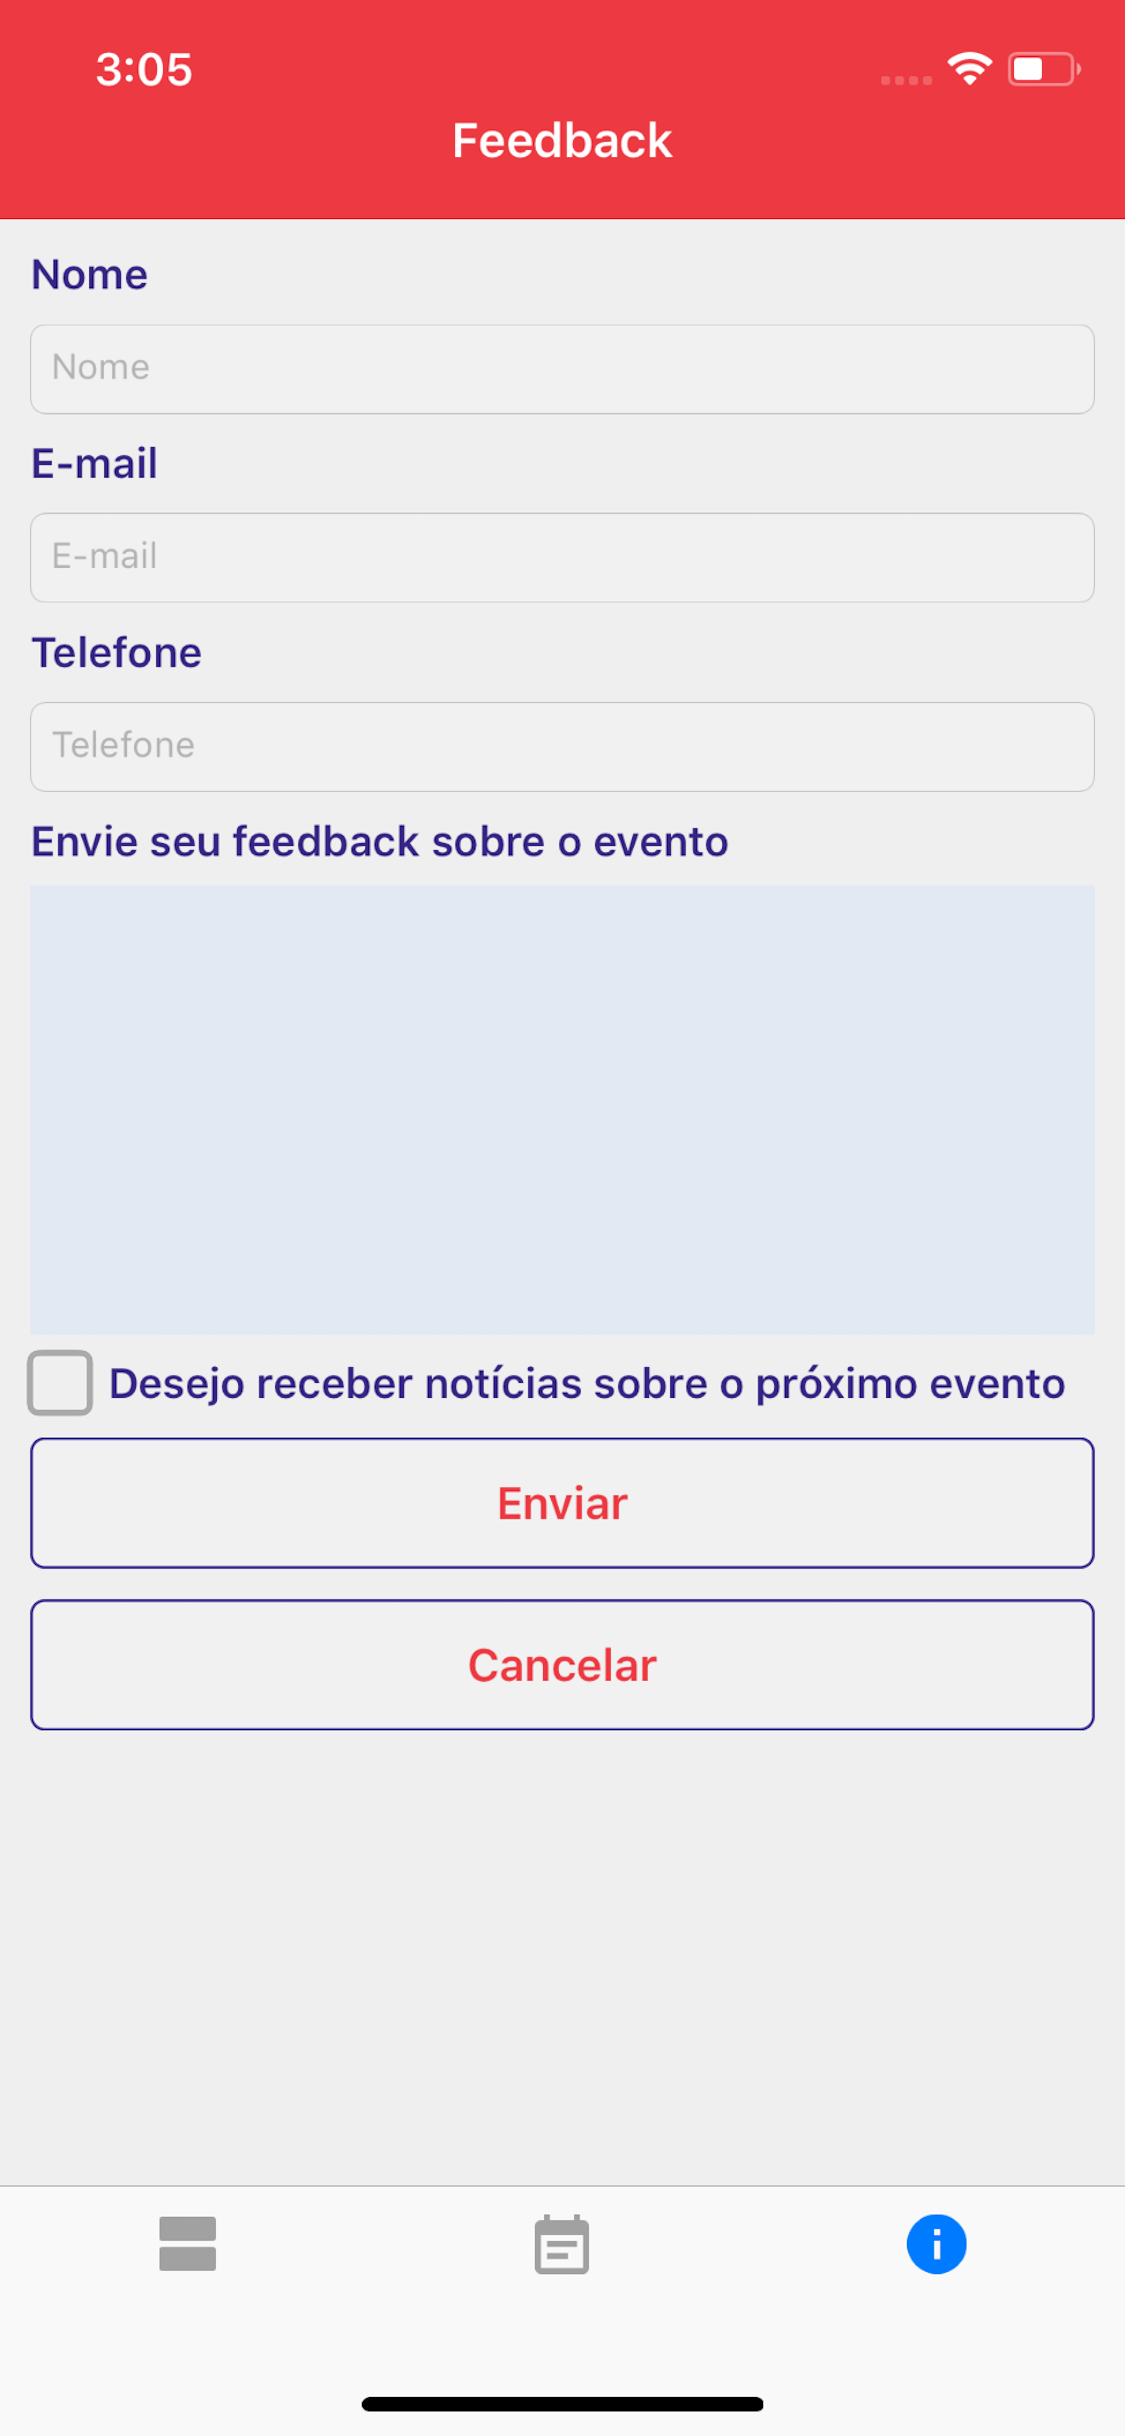 3:05
Feedback
Nome
Nome
E-mail
E-mail
Telefone
Telefone
Envie seu feedback sobre o evento
Desejo receber notícias sobre o próximo evento
Enviar
Cancelar